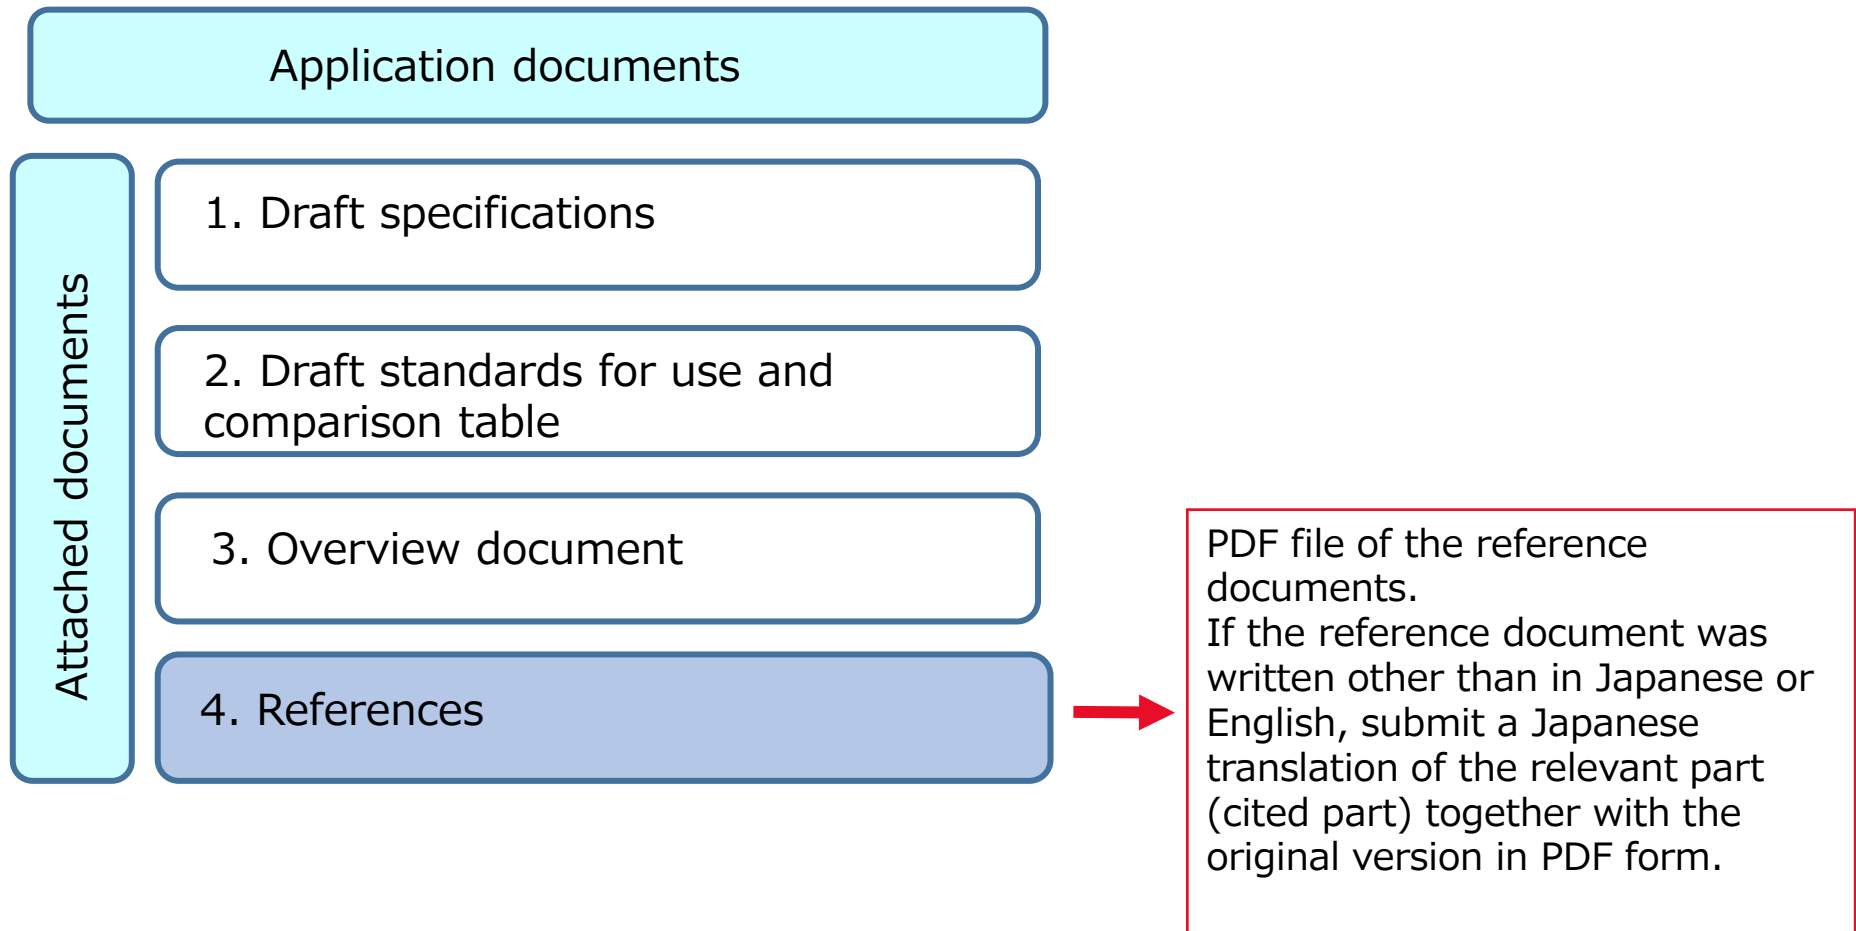 Application documents
Attached documents
1. Draft specifications
2. Draft standards for use and
comparison table
3. Overview document
4. References
PDF file of the reference
documents.
If the reference document was
written other than in Japanese or
English, submit a Japanese
translation of the relevant part
(cited part) together with the
original version in PDF form.